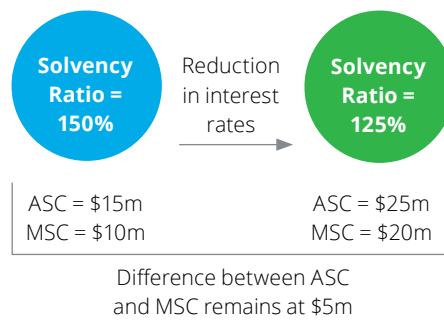 Solvency
Ratio =
150%
Reduction
in interest
rates
Solvency
Ratio =
125%
ASC = $15m
MSC = $10m
ASC = $25m
MSC = $20m
Difference between ASC
and MSC remains at $5m